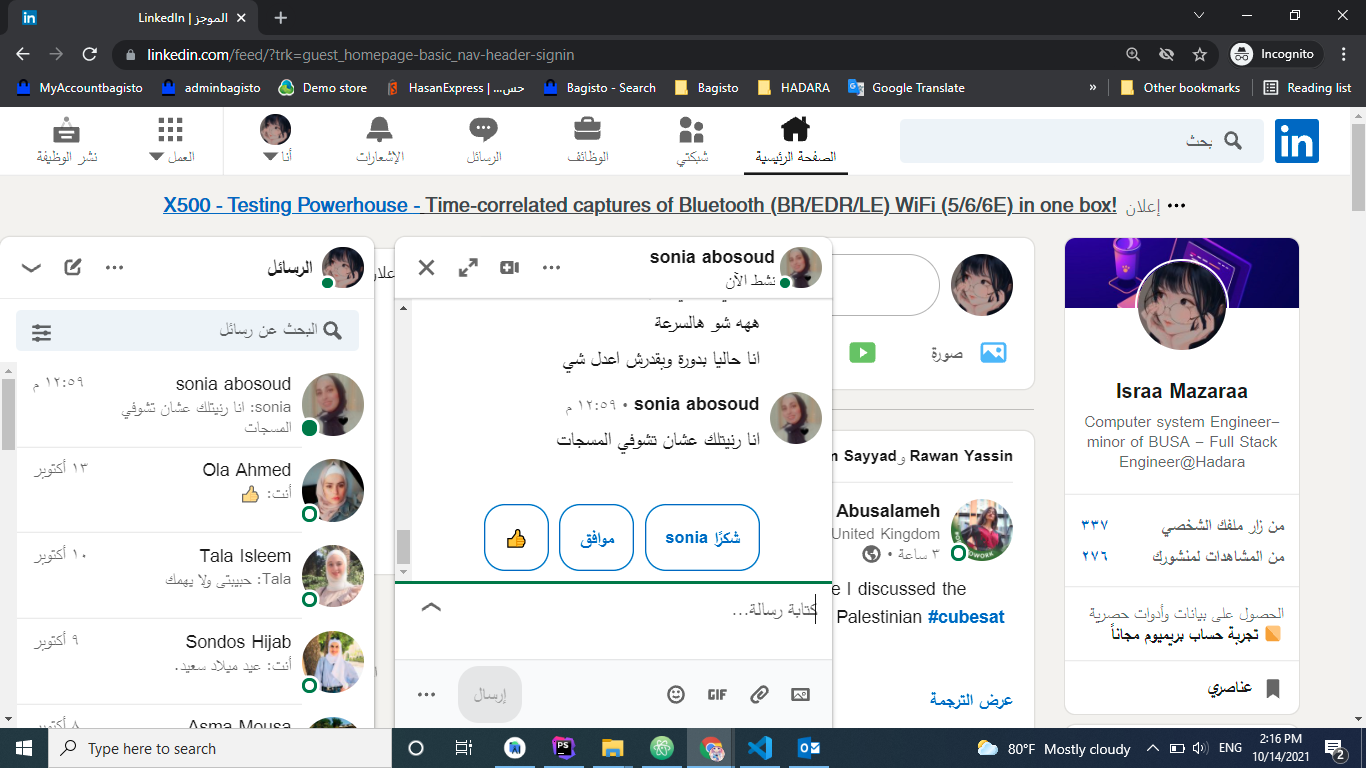 الموجز | LinkedIn
linkedin.com/feed/?trk=guest_homepage-basic_nav-header-signin
Incognito
MyAccountbagisto
adminbagisto
Demo store
HasanExpress |... حس
Bagisto - Search
Bagisto
HADARA
Google Translate
»
Other bookmarks
Reading list
in
بحث
الصفحة الرئيسية
شبكتي
الوظائف
الرسائل
الإشعارات
أنا
العمل
نشر الوظيفة
X500 - Testing Powerhouse - Time-correlated captures of Bluetooth (BR/EDR/LE) WiFi (5/6/6E) in one box!
إعلان
الرسائل
البحث عن رسائل
sonia abosoud
١٢:٥٩ م
sonia: انا رنيتلك عشان تشوفي
المسجات
Ola Ahmed
١٣ أكتوبر
أنت: 👍
Tala Isleem
١٠ أكتوبر
Tala: حبيبتي ولا يهمك
Sondos Hijab
٩ أكتوبر
أنت: عيد ميلاد سعيد.
Asma Mousa
٨ أكتوبر
sonia abosoud
نشط الآن
ههه شو هالسرعة
انا حاليا بدورة وبقدرش اعدل شي
sonia abosoud • ١٢:٥٩ م
انا رنيتلك عشان تشوفي المسجات
شكرًا sonia
موافق
👍
كتابة رسالة...
إرسال
GIF
صورة
Sayyad و Rawan Yassin
Abusalameh
United Kingdom
٣ ساعة •
I discussed the
Palestinian #cubesat
عرض الترجمة
Israa Mazaraa
Computer system Engineer–
minor of BUSA – Full Stack
Engineer@Hadara
من زار ملفك الشخصي
٣٣٧
من المشاهدات لمنشورك
٢٧٦
الحصول على بيانات وأدوات حصرية
تجربة حساب بريميوم مجاناً
عناصري
Type here to search
80°F Mostly cloudy
ENG
2:16 PM
10/14/2021
2